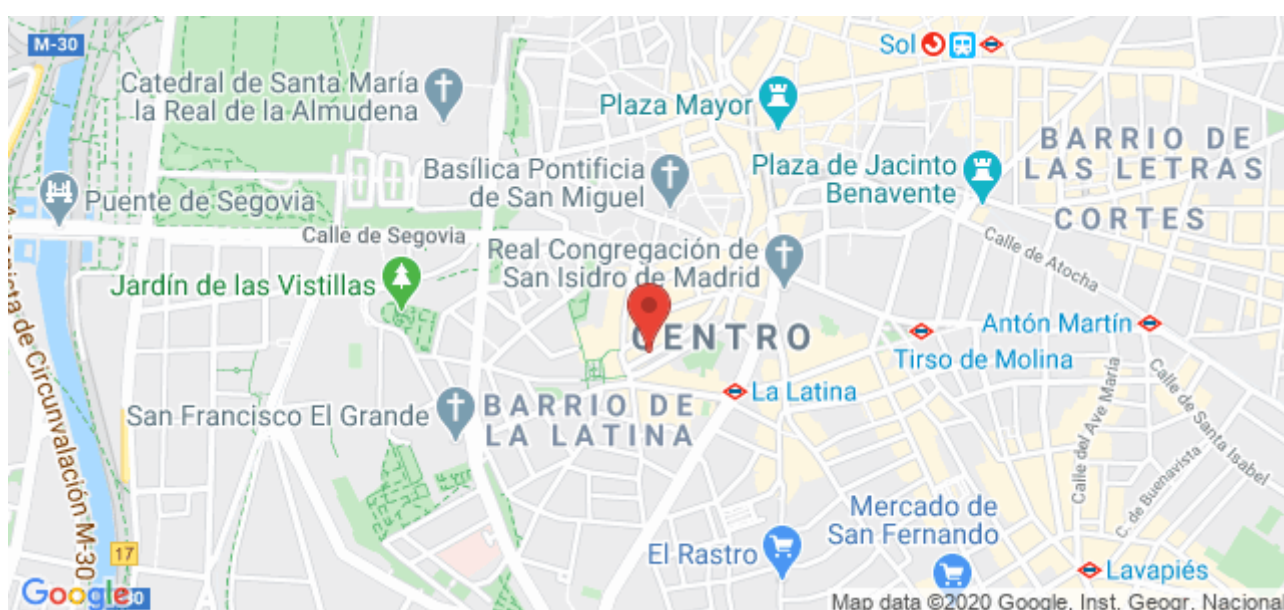 M-30
Sol
Catedral de Santa María
la Real de la Almudena
Plaza Mayor
BARRIO DE
LAS LETRAS
Basílica Pontificia
de San Miguel
Plaza de Jacinto
Benavente
Puente de Segovia
CORTES
Calle de Segovia
Real Congregación de
San Isidro de Madrid
Calle de Atocha
Jardín de las Vistillas
CENTRO
Antón Martín
Tirso de Molina
La Latina
San Francisco El Grande
BARRIO DE
LA LATINA
Calle del Ave María
Calle de Santa Isabel
C. de Buenavista
Mercado de
San Fernando
El Rastro
17
Lavapiés
Google
Map data ©2020 Google, Inst. Geogr. Naciona